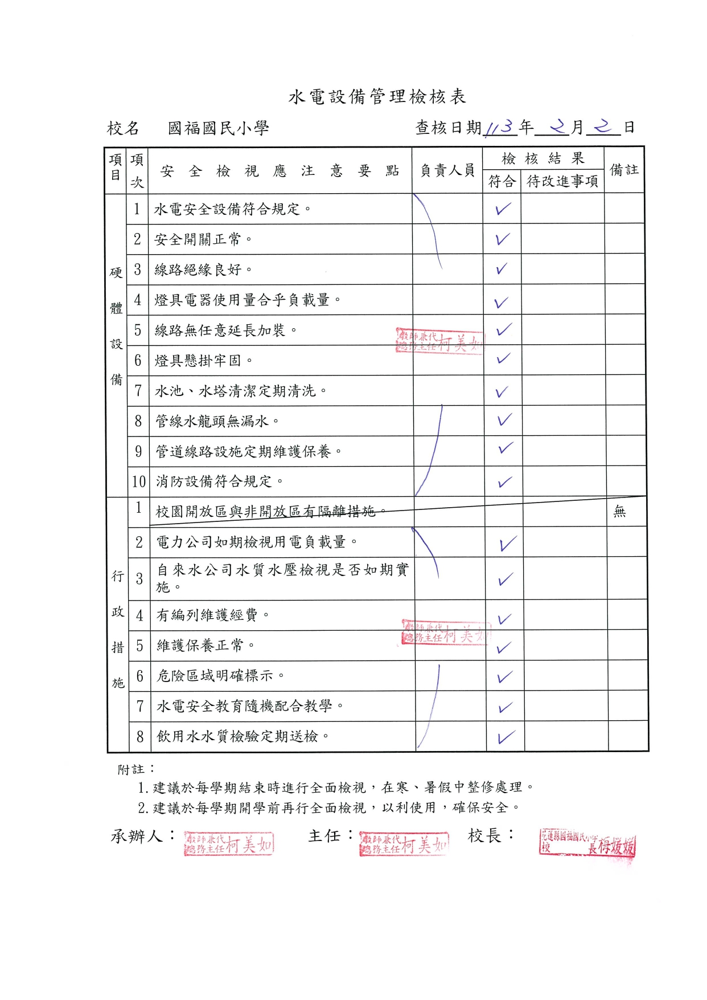 水電設備管理檢核表
校名 國福國民小學 查核日期113年2月2日
項目 項次 安全檢視應注意要點 負責人員 檢核結果 備註
符合 待改進事項
硬體設備
1 水電安全設備符合規定。 ✓
2 安全開關正常。 ✓
3 線路絕緣良好。 ✓
4 燈具電器使用量合乎負載量。 ✓
5 線路無任意延長加裝。 ✓
教師兼代總務主任 柯美如
6 燈具懸掛牢固。 ✓
7 水池、水塔清潔定期清洗。 ✓
8 管線水龍頭無漏水。 ✓
9 管道線路設施定期維護保養。 ✓
10 消防設備符合規定。 ✓
行政措施
1 校園開放區與非開放區有隔離措施。 無
2 電力公司如期檢視用電負載量。 ✓
3 自來水公司水質水壓檢視是否如期實
施。 ✓
4 有編列維護經費。 ✓
教師兼代總務主任 柯美如
5 維護保養正常。 ✓
6 危險區域明確標示。 ✓
7 水電安全教育隨機配合教學。 ✓
8 飲用水水質檢驗定期送檢。 ✓
附註：
1.建議於每學期結束時進行全面檢視，在寒、暑假中整修處理。
2.建議於每學期開學前再行全面檢視，以利使用，確保安全。
承辦人： 教師兼代總務主任 柯美如 主任： 教師兼代總務主任 柯美如 校長： 花蓮縣國福國民小學校長